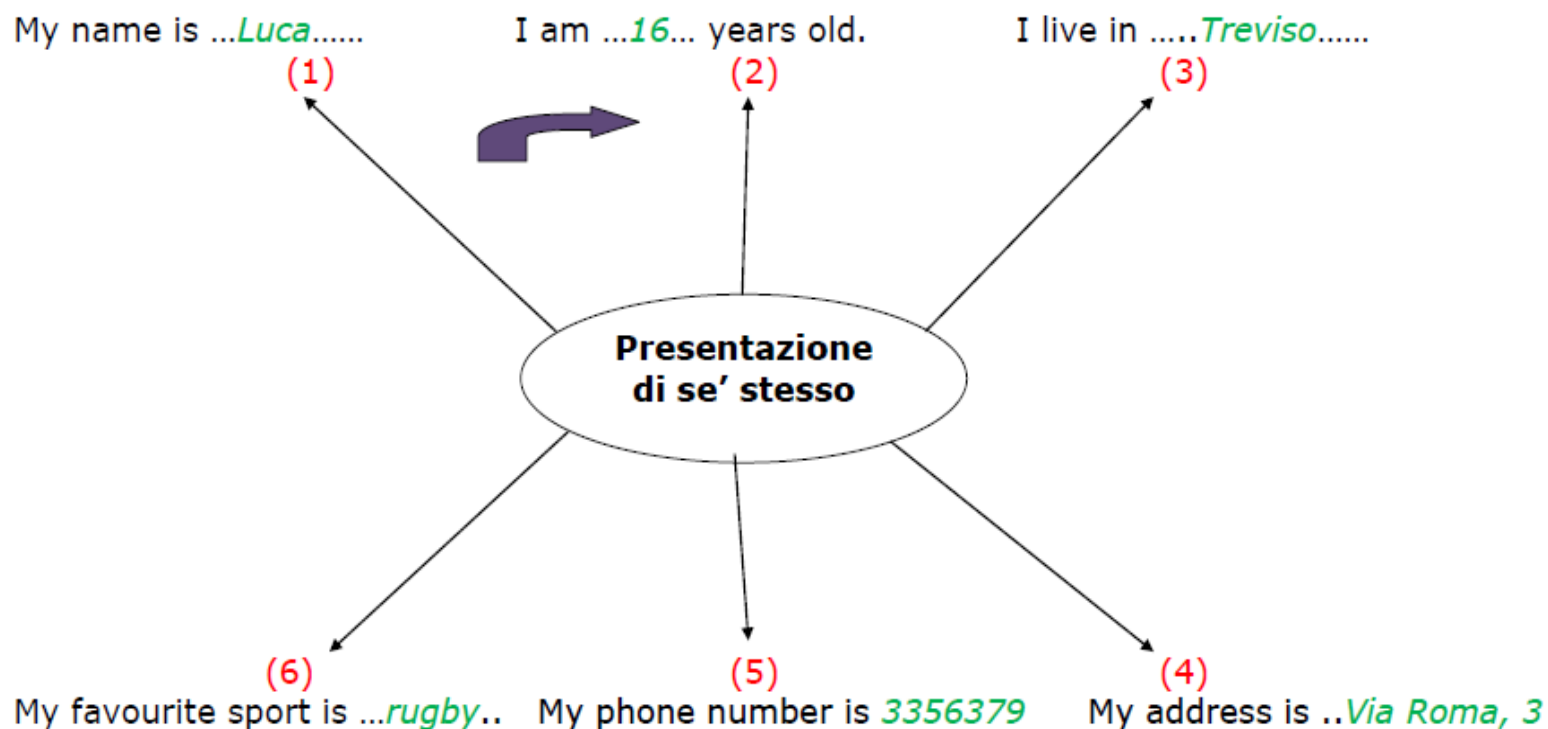 My name is …Luca…… I am …16… years old. I live in …..Treviso……
(1) (2) (3)
Presentazione
di se’ stesso
(6) (5) (4)
My favourite sport is …rugby.. My phone number is 3356379 My address is ..Via Roma, 3